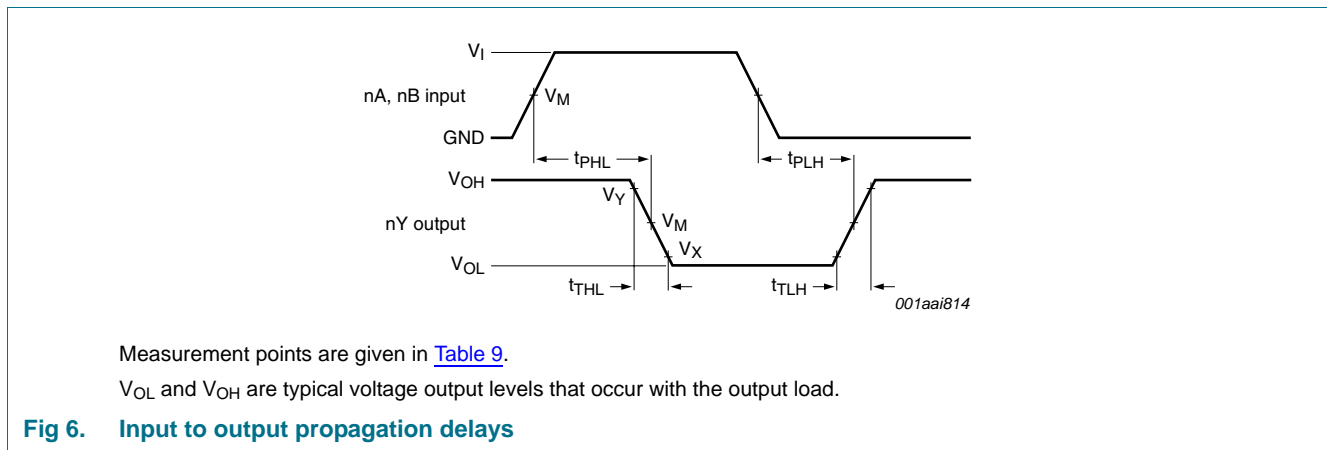 VI
nA, nB input
VM
GND
tPHL
tPLH
VOH
VY
nY output
VM
VX
VOL
tTHL
tTLH
001aai814
Measurement points are given in Table 9.
VOL and VOH are typical voltage output levels that occur with the output load.
Fig 6. Input to output propagation delays